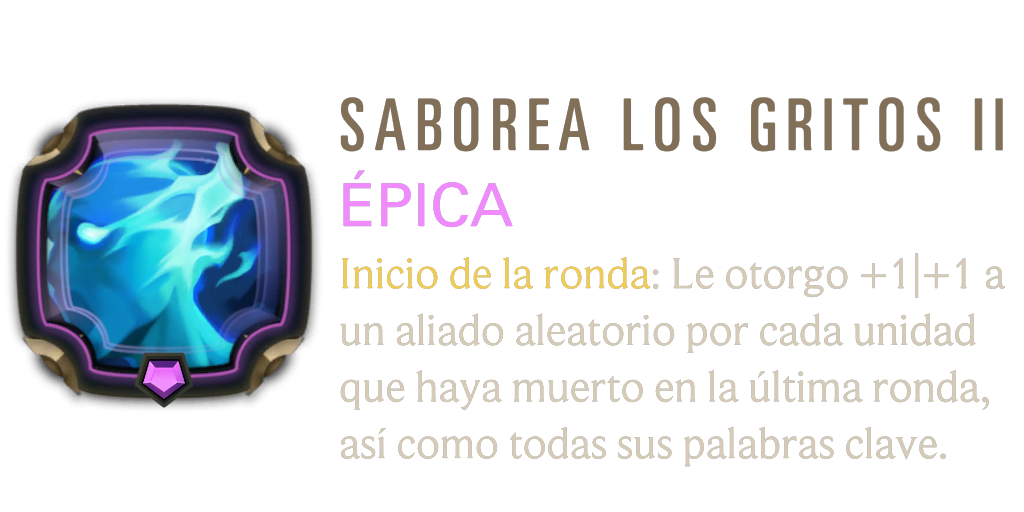 SABOREA LOS GRITOS II
ÉPICA
Inicio de la ronda: Le otorgo +1|+1 a
un aliado aleatorio por cada unidad
que haya muerto en la última ronda,
así como todas sus palabras clave.